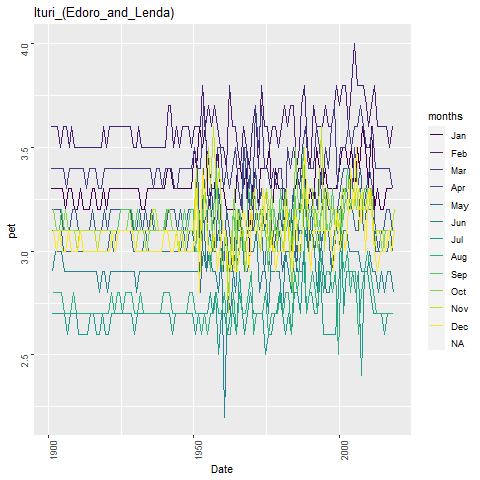 Ituri_(Edoro_and_Lenda)
4.0
3.5
3.0
2.5
pet
1900
1950
2000
Date
months
Jan
Feb
Mar
Apr
May
Jun
Jul
Aug
Sep
Oct
Nov
Dec
NA